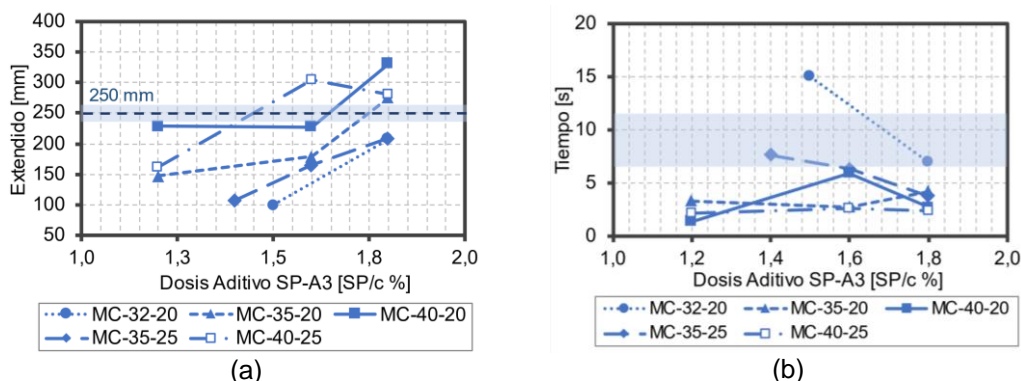 400
350
300
250
200
150
100
50
Extendido [mm]
250 mm
1,0 1,3 1,5 1,8 2,0
Dosis Aditivo SP-A3 [SP/c %]
MC-32-20 MC-35-20 MC-40-20
MC-35-25 MC-40-25
(a)
20
15
10
5
0
Tiempo [s]
1,0 1,2 1,4 1,6 1,8 2,0
Dosis Aditivo SP-A3 [SP/c %]
MC-32-20 MC-35-20 MC-40-20
MC-35-25 MC-40-25
(b)